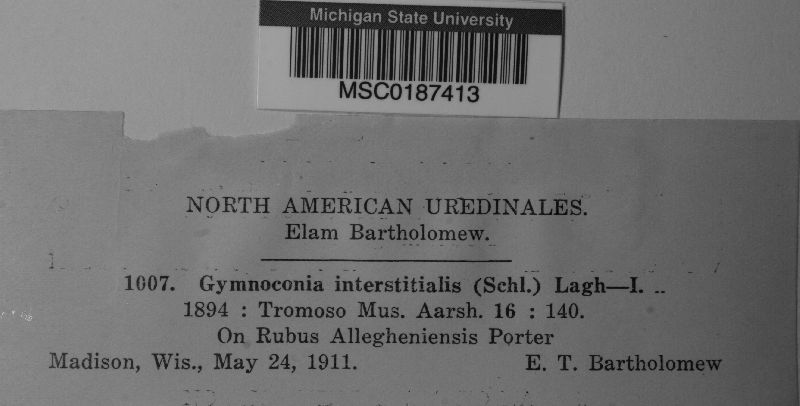 Michigan State University
MSC0187413
NORTH AMERICAN UREDINALES.
Elam Bartholomew.
1007. Gymnoconia interstitialis (Schl.) Lagh—I.
1894 : Tromoso Mus. Aarsh. 16 : 140.
On Rubus Allegheniensis Porter
Madison, Wis., May 24, 1911. E. T. Bartholomew